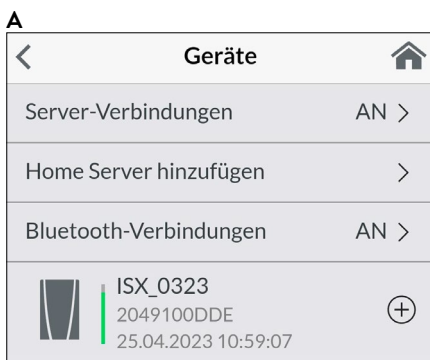 A
Geräte
Server-Verbindungen AN
Home Server hinzufügen
Bluetooth-Verbindungen AN
ISX_0323
2049100DDE
25.04.2023 10:59:07